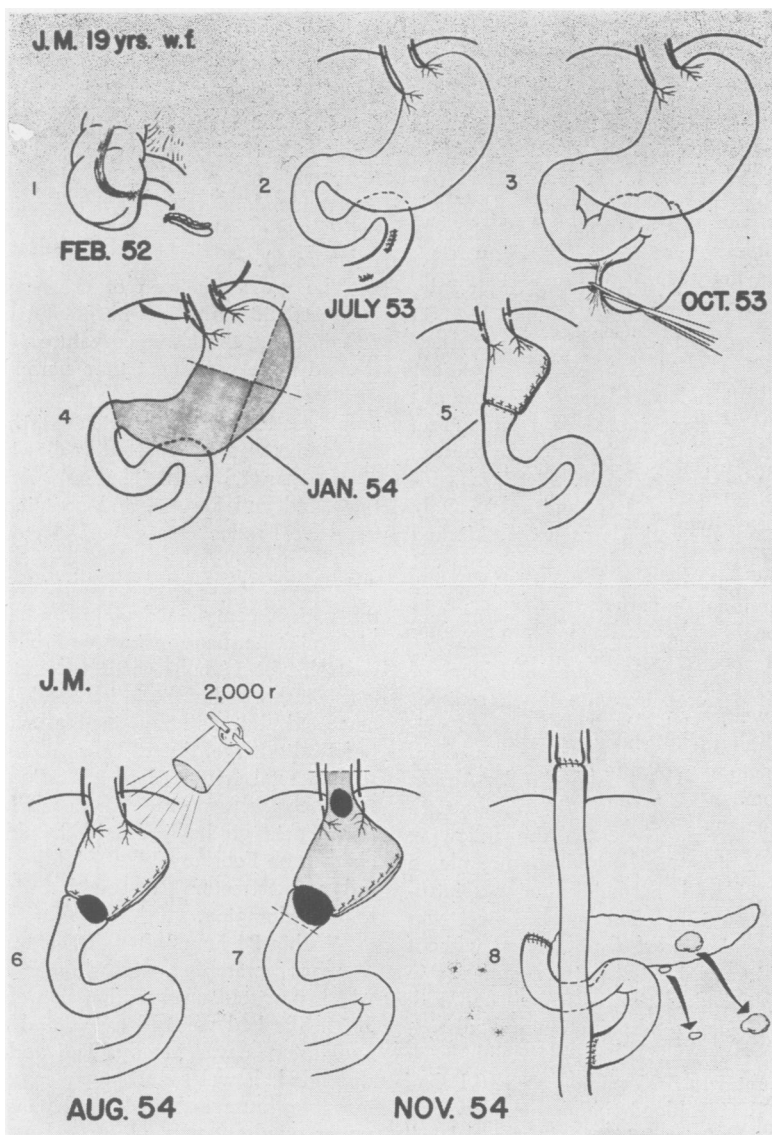 J.M. 19 yrs. w.f.
1
FEB. 52
2
JULY 53
3
OCT. 53
4
JAN. 54
5
J.M.
2,000 r
6
AUG. 54
7
NOV. 54
8